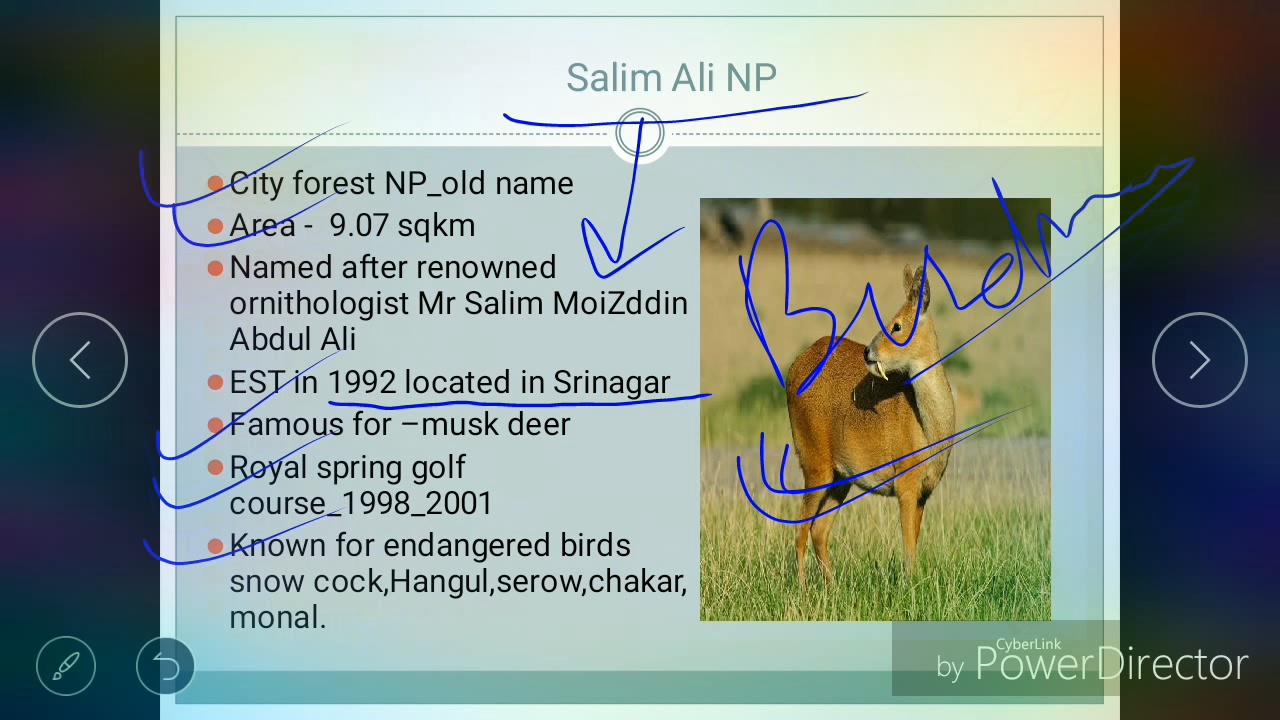 Salim Ali NP
City forest NP_old name
Area - 9.07 sqkm
Named after renowned
ornithologist Mr Salim MoiZddin
Abdul Ali
EST in 1992 located in Srinagar
Famous for –musk deer
Royal spring golf
course_1998_2001
Known for endangered birds
snow cock,Hangul,serow,chakar,
monal.
CyberLink
by PowerDirector